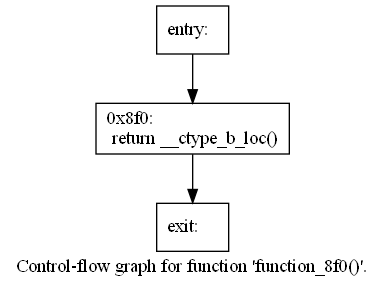 entry:
0x8f0:
return __ctype_b_loc()
exit:
Control-flow graph for function 'function_8f0()'.